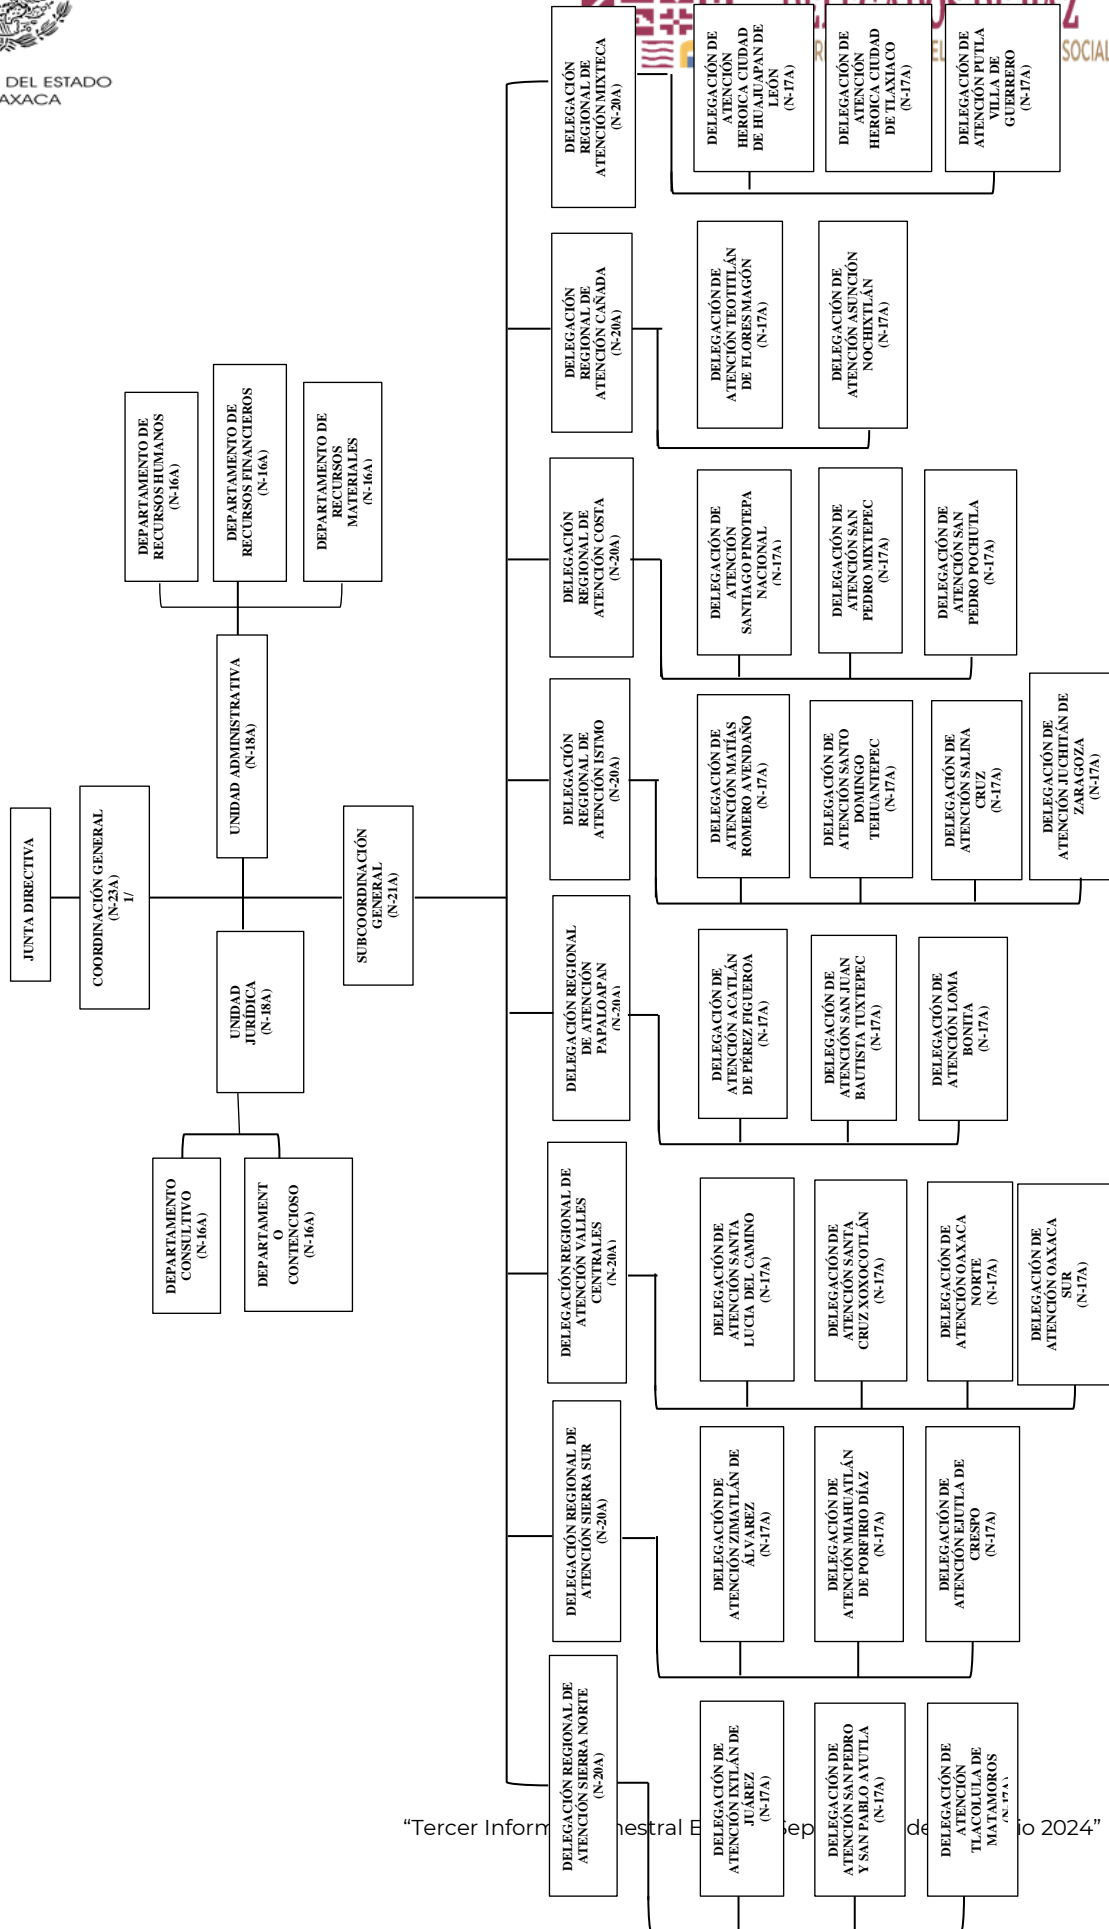 DEL ESTADO
AXACA
SOCIAL
JUNTA DIRECTIVA
COORDINACIÓN GENERAL
(N-23A)
1/
UNIDAD ADMINISTRATIVA
(N-18A)
DEPARTAMENTO DE
RECURSOS HUMANOS
(N-16A)
DEPARTAMENTO DE
RECURSOS FINANCIEROS
(N-16A)
DEPARTAMENTO DE
RECURSOS
MATERIALES
(N-16A)
UNIDAD
JURÍDICA
(N-18A)
DEPARTAMENTO
CONSULTIVO
(N-16A)
DEPARTAMENT
O
CONTENCIOSO
(N-16A)
SUBCOORDINACIÓN
GENERAL
(N-21A)
DELEGACIÓN REGIONAL DE
ATENCIÓN SIERRA NORTE
(N-20A)
DELEGACIÓN DE
ATENCIÓN IXTLÁN DE
JUÁREZ
(N-17A)
DELEGACIÓN DE
ATENCIÓN SAN PEDRO
Y SAN PABLO AYUTLA
(N-17A)
DELEGACIÓN DE
ATENCIÓN
TLACOLULA DE
MATAMOROS
(N-17A)
DELEGACIÓN REGIONAL DE
ATENCIÓN SIERRA SUR
(N-20A)
DELEGACIÓN DE
ATENCIÓN ZIMATLÁN DE
ÁLVAREZ
(N-17A)
DELEGACIÓN DE
ATENCIÓN MIAHUATLÁN
DE PORFIRIO DÍAZ
(N-17A)
DELEGACIÓN DE
ATENCIÓN EJUTLA DE
CRESPO
(N-17A)
DELEGACIÓN REGIONAL DE
ATENCIÓN VALLES
CENTRALES
(N-20A)
DELEGACIÓN DE
ATENCIÓN SANTA
LUCIA DEL CAMINO
(N-17A)
DELEGACIÓN DE
ATENCIÓN SANTA
CRUZ XOXOCOTLÁN
(N-17A)
DELEGACIÓN DE
ATENCIÓN OAXACA
NORTE
(N-17A)
DELEGACIÓN DE
ATENCIÓN OAXACA
SUR
(N-17A)
DELEGACIÓN REGIONAL
DE ATENCIÓN
PAPALOAPAN
(N-20A)
DELEGACIÓN DE
ATENCIÓN ACATLÁN
DE PÉREZ FIGUEROA
(N-17A)
DELEGACIÓN DE
ATENCIÓN SAN JUAN
BAUTISTA TUXTEPEC
(N-17A)
DELEGACIÓN DE
ATENCIÓN LOMA
BONITA
(N-17A)
DELEGACIÓN
REGIONAL DE
ATENCIÓN ISTMO
(N-20A)
DELEGACIÓN DE
ATENCIÓN MATÍAS
ROMERO AVENDAÑO
(N-17A)
DELEGACIÓN DE
ATENCIÓN SANTO
DOMINGO
TEHUANTEPEC
(N-17A)
DELEGACIÓN DE
ATENCIÓN SALINA
CRUZ
(N-17A)
DELEGACIÓN DE
ATENCIÓN JUCHITÁN DE
ZARAGOZA
(N-17A)
DELEGACIÓN
REGIONAL DE
ATENCIÓN COSTA
(N-20A)
DELEGACIÓN DE
ATENCIÓN
SANTIAGO PINOTEPA
NACIONAL
(N-17A)
DELEGACIÓN DE
ATENCIÓN SAN
PEDRO MIXTEPEC
(N-17A)
DELEGACIÓN DE
ATENCIÓN SAN
PEDRO POCHUTLA
(N-17A)
DELEGACIÓN
REGIONAL DE
ATENCIÓN CAÑADA
(N-20A)
DELEGACIÓN DE
ATENCIÓN TEOTITLÁN
DE FLORES MAGÓN
(N-17A)
DELEGACIÓN DE
ATENCIÓN ASUNCIÓN
NOCHIXTLÁN
(N-17A)
DELEGACIÓN
REGIONAL DE
ATENCIÓN MIXTECA
(N-20A)
DELEGACIÓN DE
ATENCIÓN
HEROICA CIUDAD
DE HUAJUAPAN DE
LEÓN
(N-17A)
DELEGACIÓN DE
ATENCIÓN
HEROICA CIUDAD
DE TLAXIACO
(N-17A)
DELEGACIÓN DE
ATENCIÓN PUTLA
VILLA DE
GUERRERO
(N-17A)
“Tercer Inform nestral E Sep de io 2024”